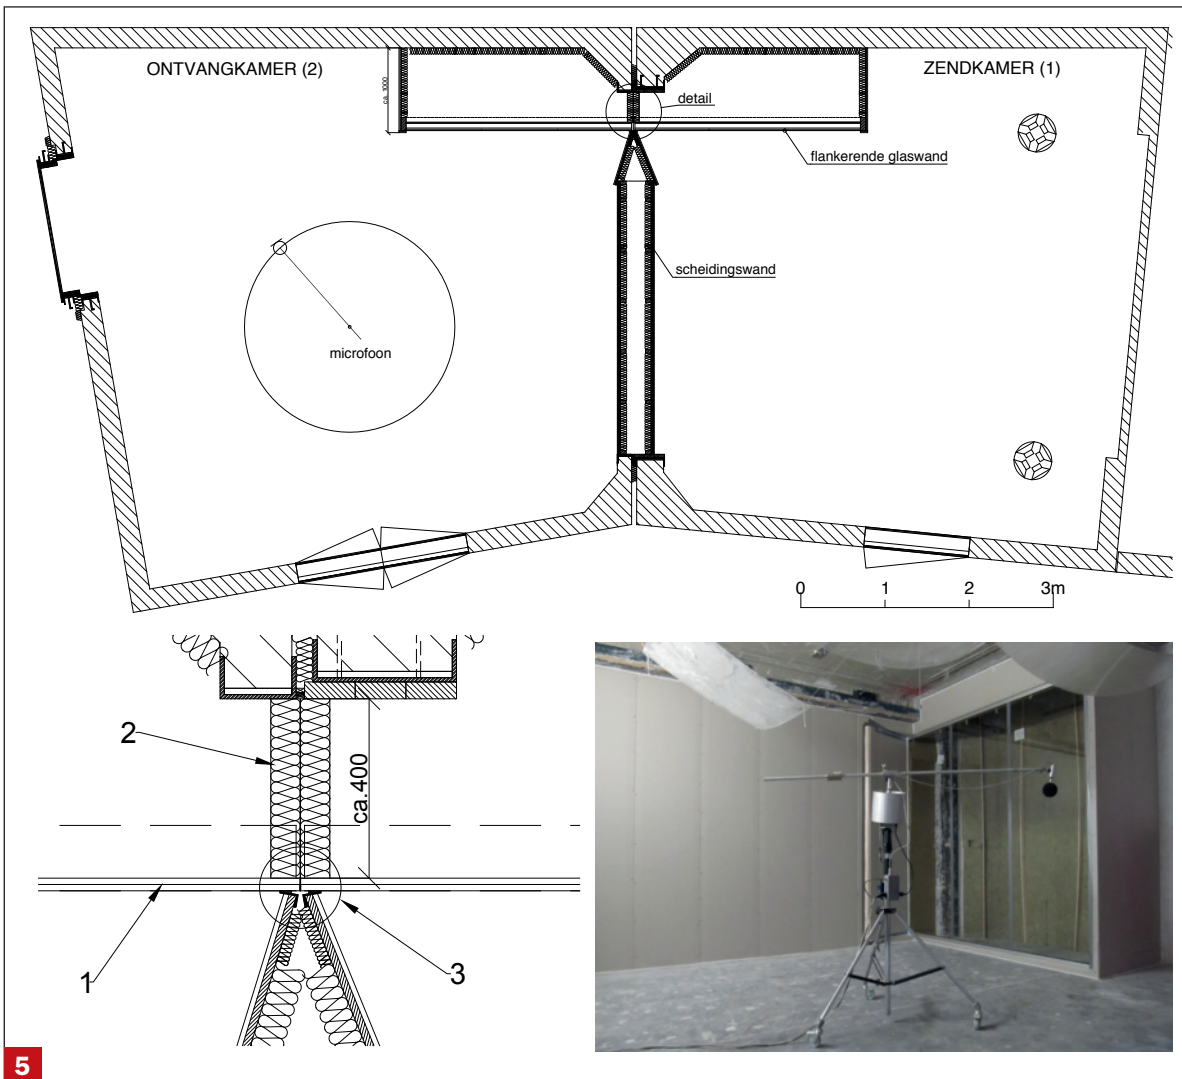 ONTVANGKAMER (2)
ZENDKAMER (1)
ca. 1000
detail
flankerende glaswand
scheidingswand
microfoon
0 1 2 3m
2
ca.400
1
3
5